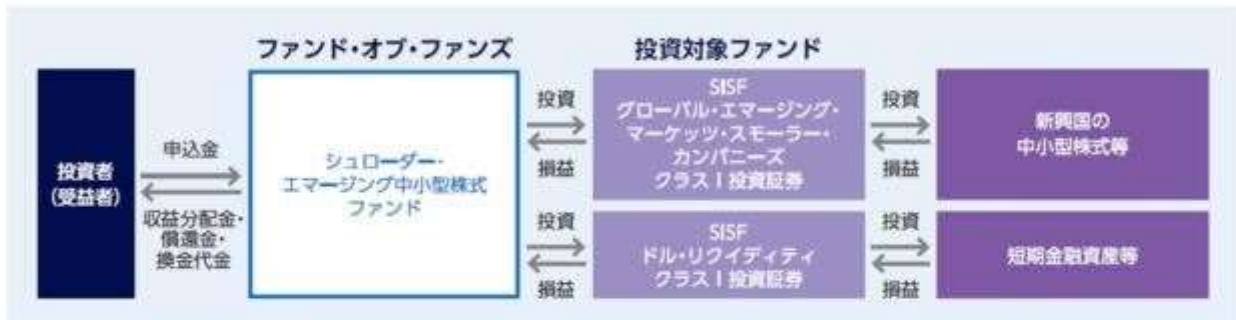 ファンド・オブ・ファンズ
投資対象ファンド
投資者
(受益者)
申込金
収益分配金・
償還金・
換金代金
シュローダー・
エマージング中小型株式
ファンド
投資
損益
SISF
グローバル・エマージング・
マーケッツ・スモーラー・
カンパニーズ
クラスI投資証券
投資
損益
新興国の
中小型株式等
投資
損益
SISF
ドル・リクイディティ
クラスI投資証券
投資
損益
短期金融資産等